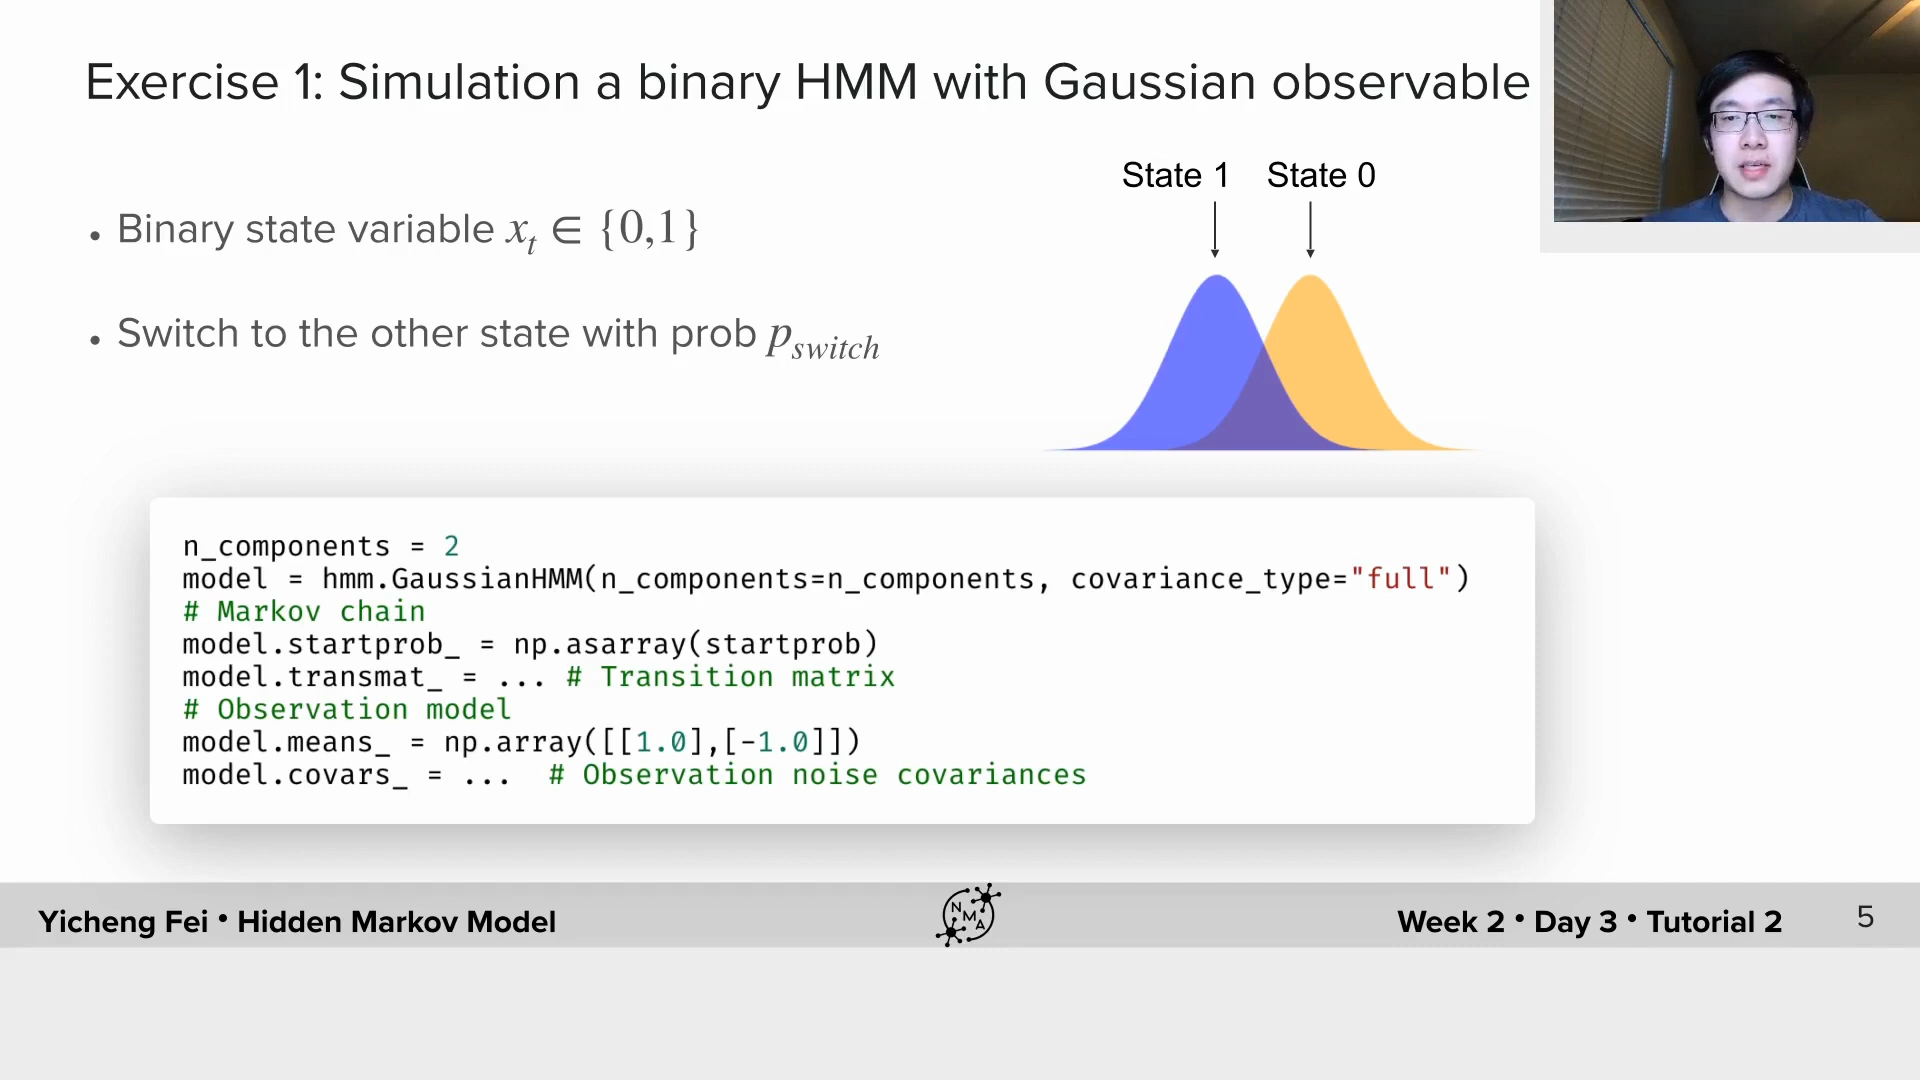 Exercise 1: Simulation a binary HMM with Gaussian observable
State 1 State 0
• Binary state variable xₜ ∈ {0,1}
• Switch to the other state with prob p_switch
n_components = 2
model = hmm.GaussianHMM(n_components=n_components, covariance_type="full")
# Markov chain
model.startprob_ = np.asarray(startprob)
model.transmat_ = ... # Transition matrix
# Observation model
model.means_ = np.array([[1.0],[-1.0]])
model.covars_ = ... # Observation noise covariances
Yicheng Fei • Hidden Markov Model
NMA
Week 2 • Day 3 • Tutorial 2
5